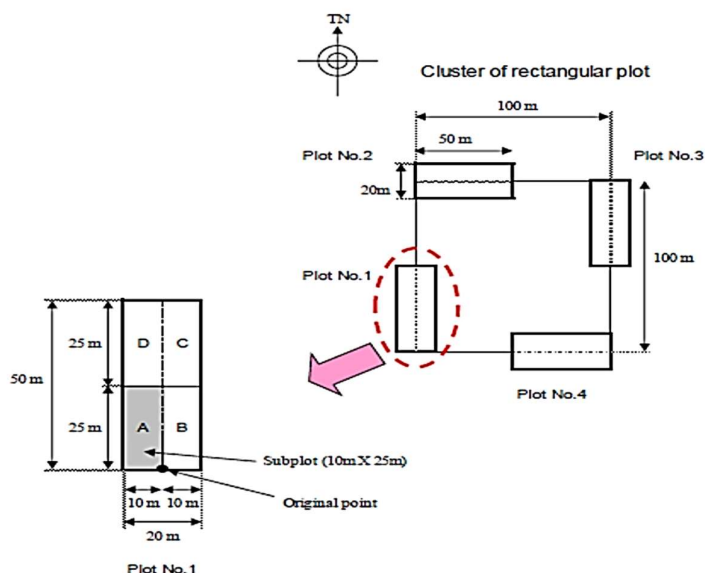 TN
Cluster of rectangular plot
100 m
Plot No.2
50 m
Plot No.3
20m
100 m
Plot No.1
25 m
D
C
50 m
25 m
A
B
Plot No.4
Subplot (10m X 25m)
Original point
10 m
10 m
20 m
Plot No.1